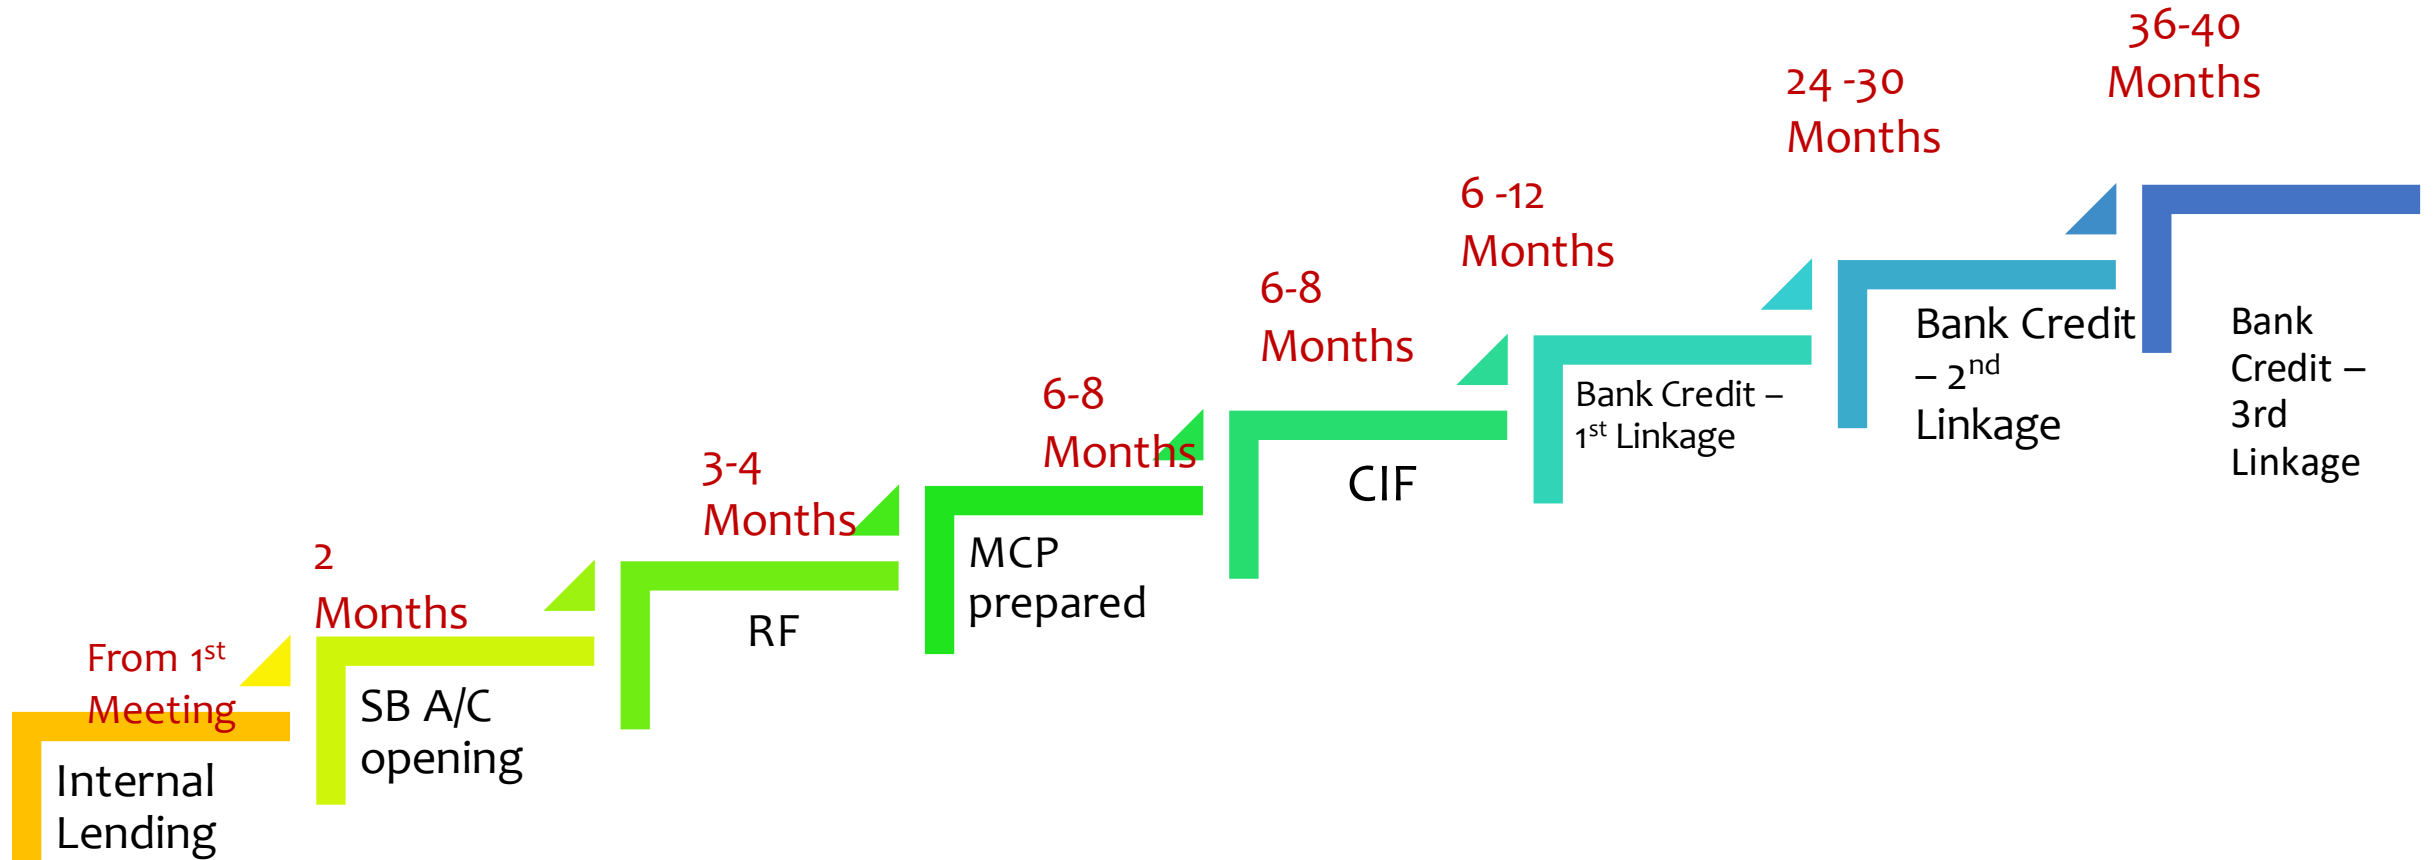 From 1st
Meeting
Internal
Lending
2
Months
SB A/C
opening
3-4
Months
RF
6-8
Months
MCP
prepared
6-8
Months
CIF
6 -12
Months
Bank Credit –
1st Linkage
24 -30
Months
Bank Credit
– 2nd
Linkage
36-40
Months
Bank
Credit –
3rd
Linkage